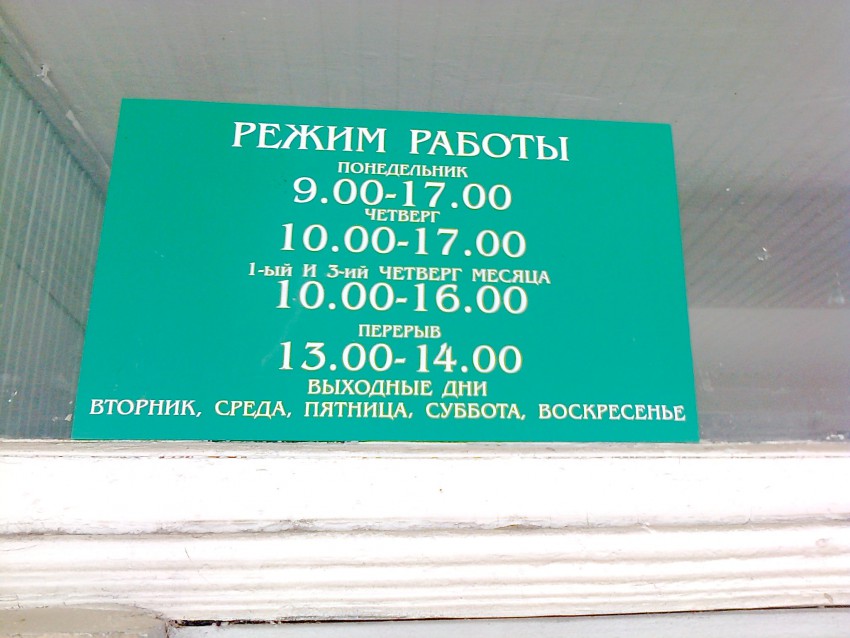 РЕЖИМ РАБОТЫ
ПОНЕДЕЛЬНИК
9.00-17.00
ЧЕТВЕРГ
10.00-17.00
1-ый И 3-ий ЧЕТВЕРГ МЕСЯЦА
10.00-16.00
ПЕРЕРЫВ
13.00-14.00
ВЫХОДНЫЕ ДНИ
ВТОРНИК, СРЕДА, ПЯТНИЦА, СУББОТА, ВОСКРЕСЕНЬЕ